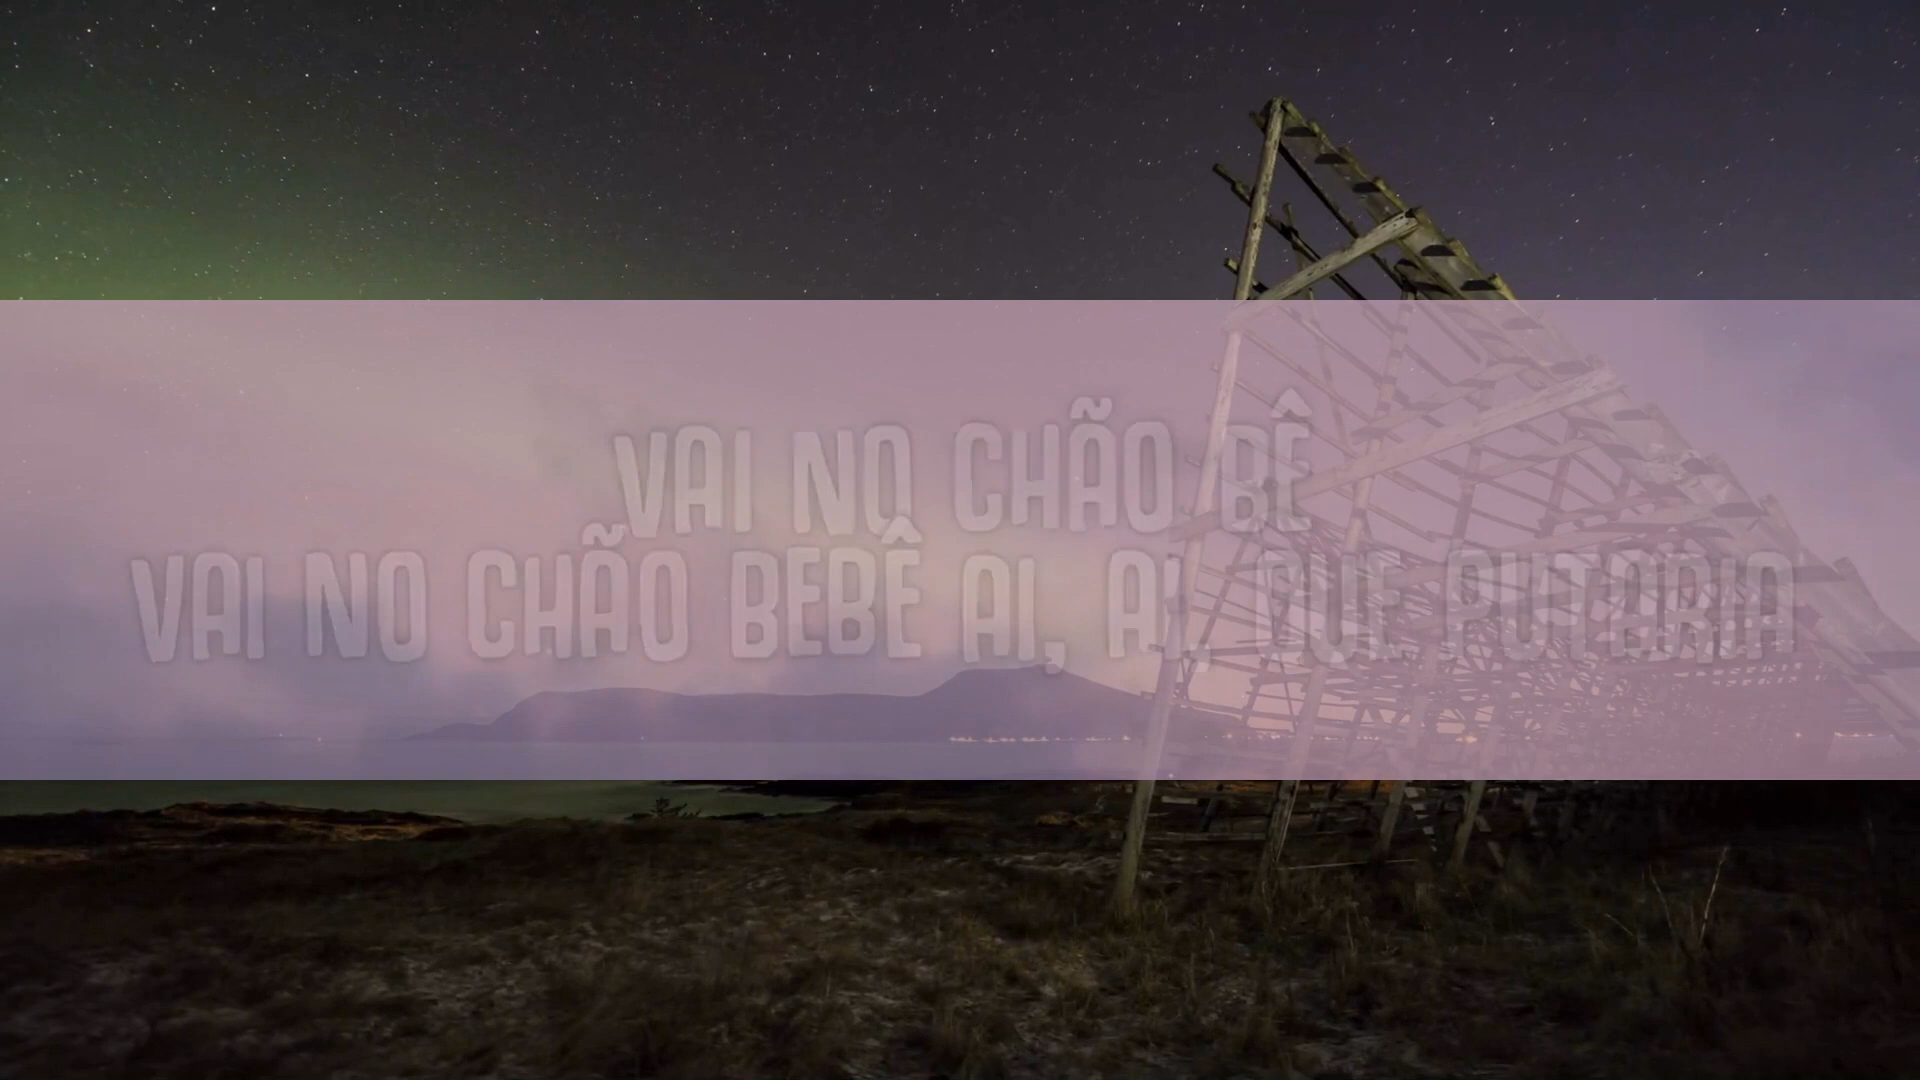 VAI NO CHÃO BÊ
VAI NO CHÃO BEBÊ AI, AI, QUE PUTARIA